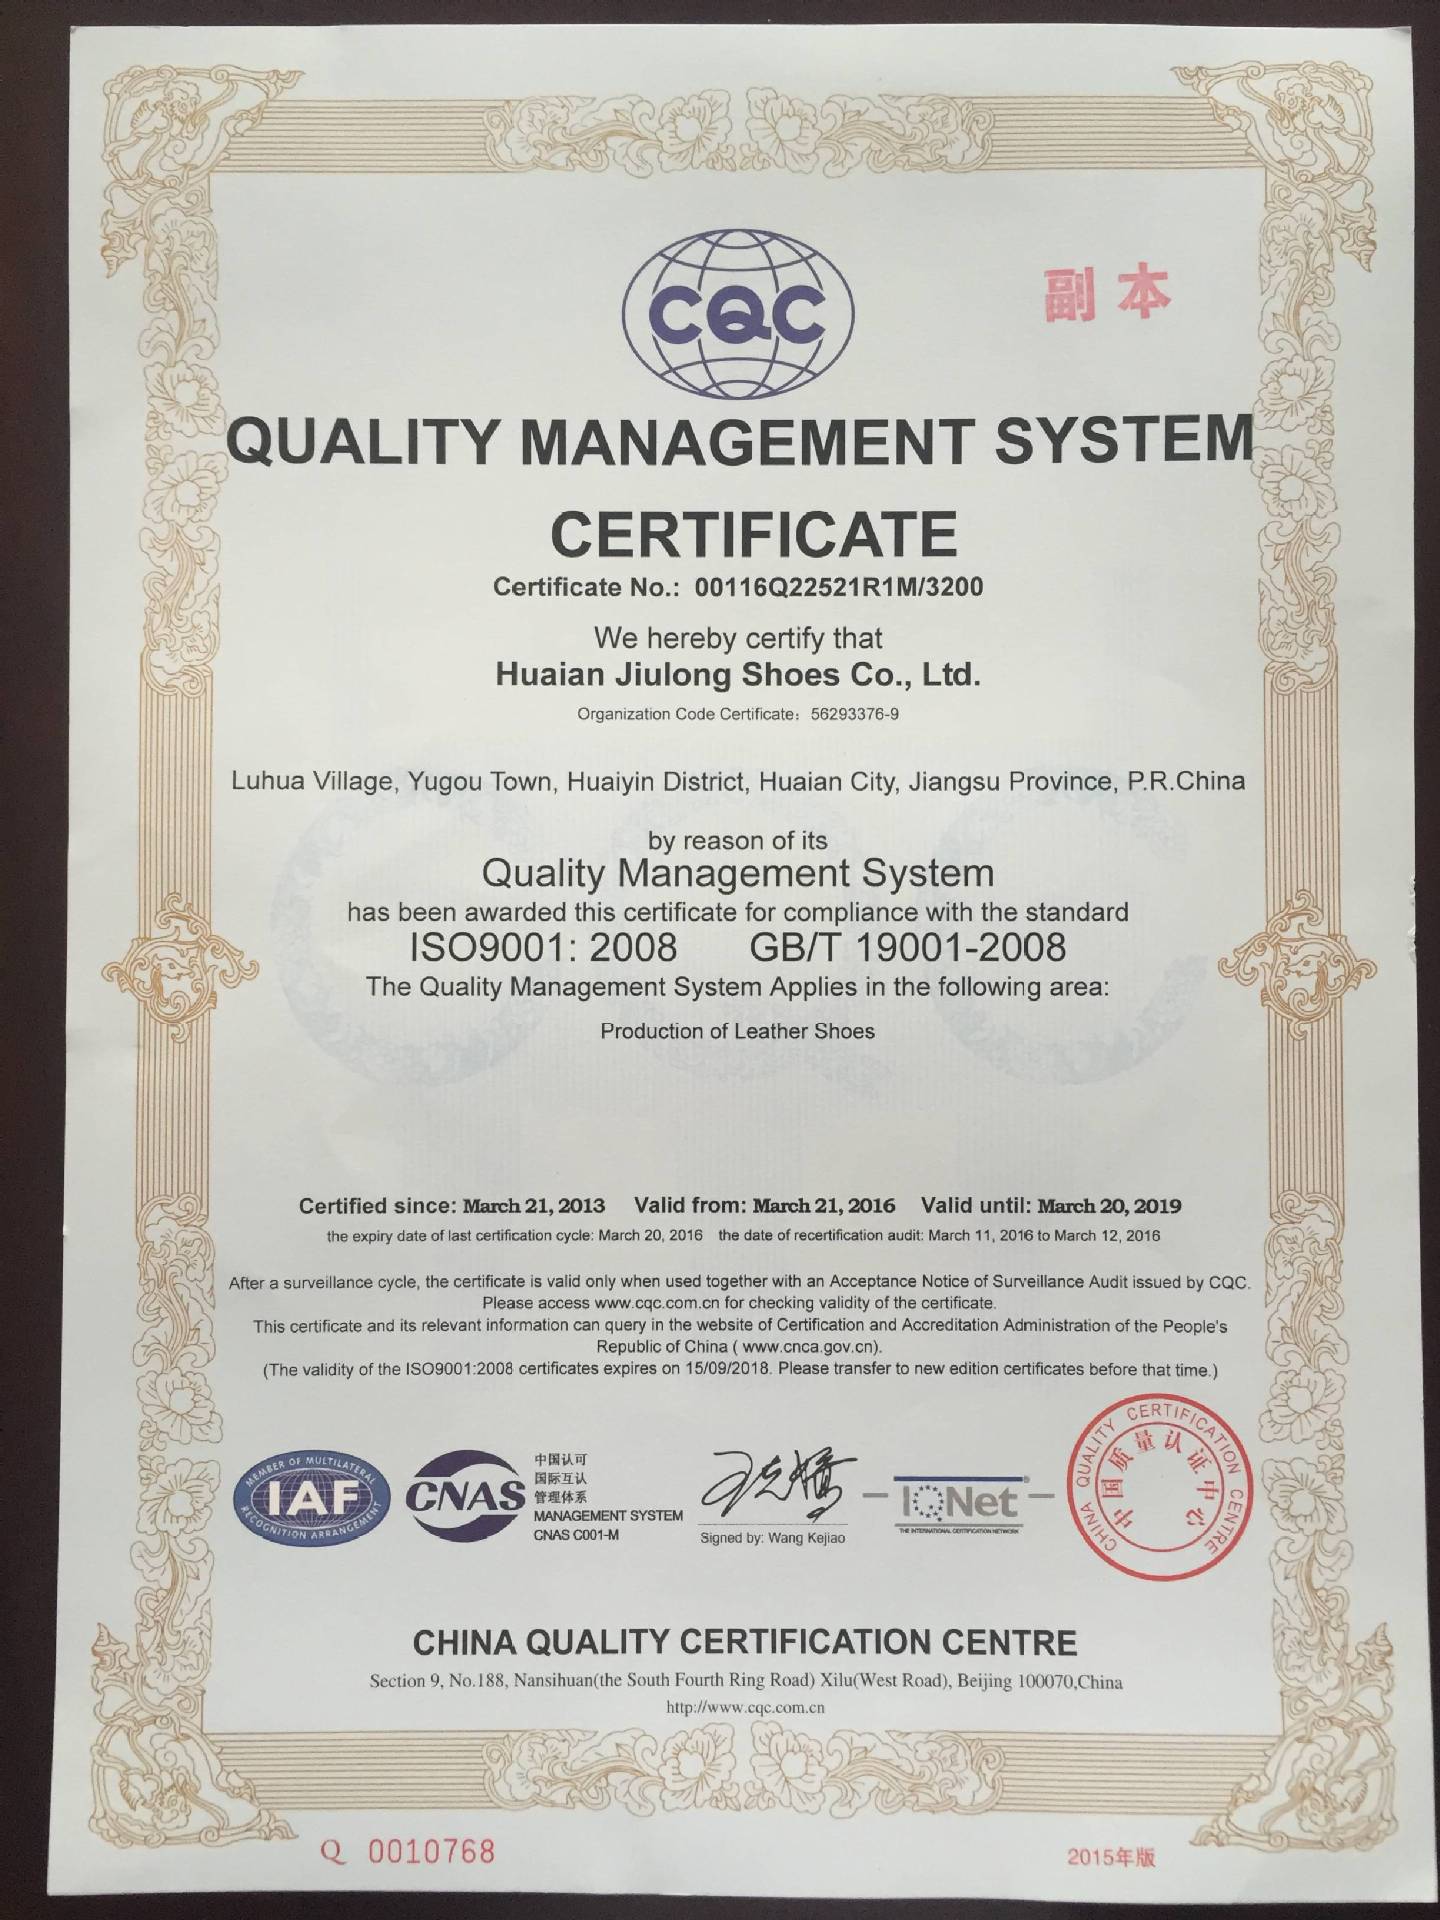 CQC
副本
QUALITY MANAGEMENT SYSTEM
CERTIFICATE
Certificate No.: 00116Q22521R1M/3200
We hereby certify that
Huaian Jiulong Shoes Co., Ltd.
Organization Code Certificate: 56293376-9
Luhua Village, Yugou Town, Huaiyin District, Huaian City, Jiangsu Province, P.R.China
by reason of its
Quality Management System
has been awarded this certificate for compliance with the standard
ISO9001: 2008 GB/T 19001-2008
The Quality Management System Applies in the following area:
Production of Leather Shoes
Certified since: March 21, 2013 Valid from: March 21, 2016 Valid until: March 20, 2019
the expiry date of last certification cycle: March 20, 2016 the date of recertification audit: March 11, 2016 to March 12, 2016
After a surveillance cycle, the certificate is valid only when used together with an Acceptance Notice of Surveillance Audit issued by CQC.
Please access www.cqc.com.cn for checking validity of the certificate.
This certificate and its relevant information can query in the website of Certification and Accreditation Administration of the People's
Republic of China ( www.cnca.gov.cn).
(The validity of the ISO9001:2008 certificates expires on 15/09/2018. Please transfer to new edition certificates before that time.)
MEMBER OF MULTILATERAL
IAF
RECOGNITION ARRANGEMENT
CNAS
中国认可
国际互认
管理体系
MANAGEMENT SYSTEM
CNAS C001-M
王克娇
Signed by: Wang Kejiao
IQNet
THE INTERNATIONAL CERTIFICATION NETWORK
CHINA QUALITY CERTIFICATION CENTRE
中国质量认证中心
CHINA QUALITY CERTIFICATION CENTRE
Section 9, No.188, Nansihuan(the South Fourth Ring Road) Xilu(West Road), Beijing 100070,China
http://www.cqc.com.cn
Q 0010768
2015年版